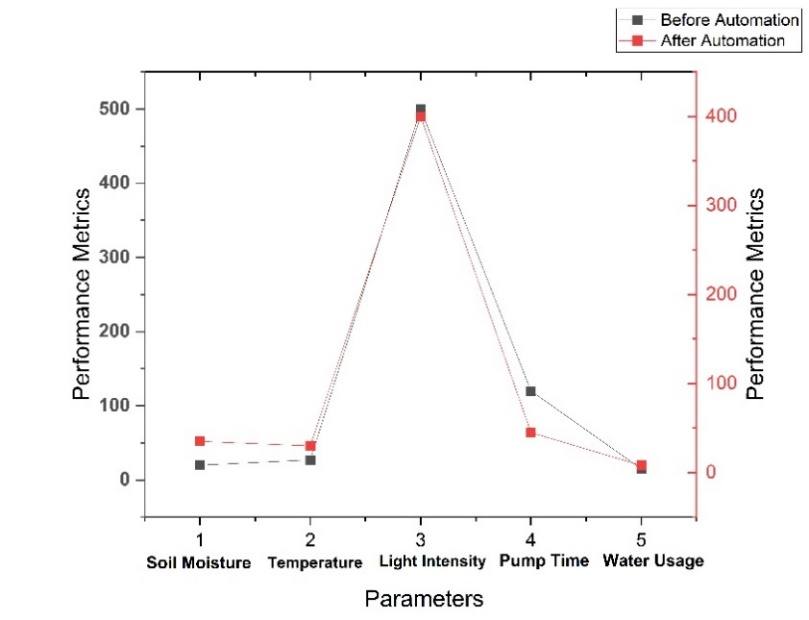 Before Automation
After Automation
Performance Metrics
500
400
300
200
100
0
400
300
200
100
0
Performance Metrics
1 2 3 4 5
Soil Moisture Temperature Light Intensity Pump Time Water Usage
Parameters